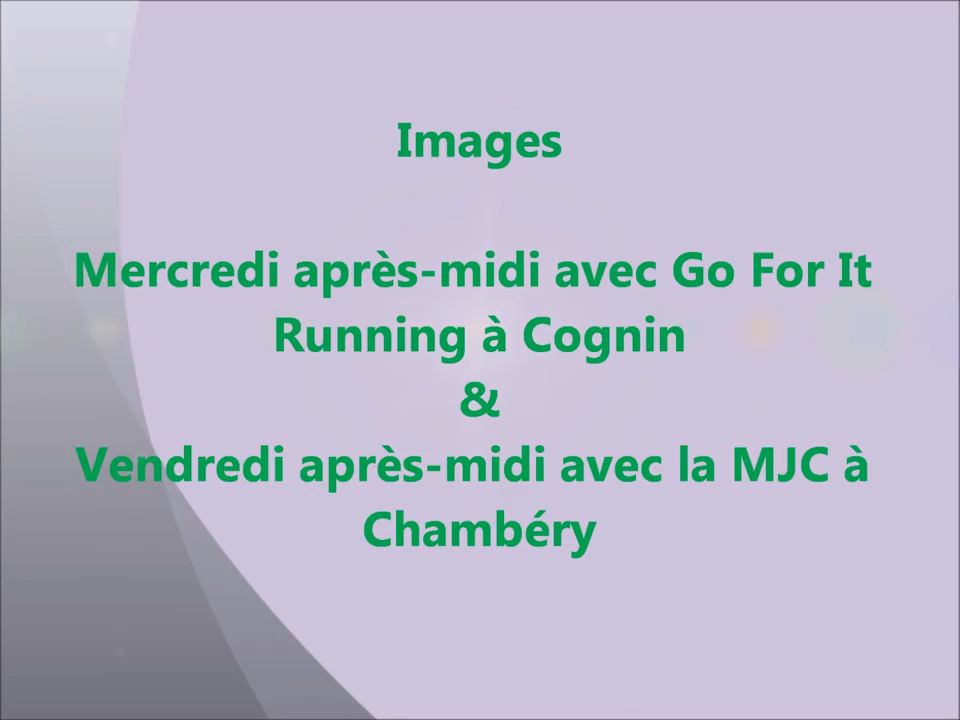 Images
Mercredi après-midi avec Go For It
Running à Cognin
&
Vendredi après-midi avec la MJC à
Chambéry